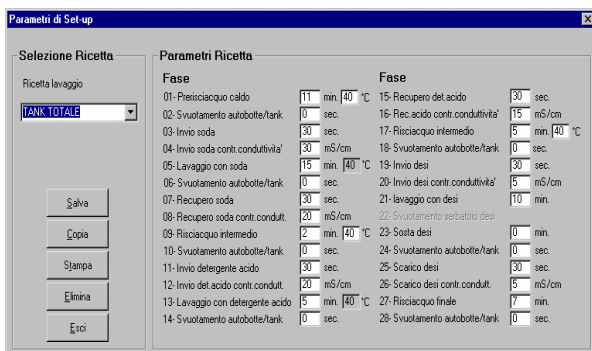 Parametri di Set-up
Selezione Ricetta
Ricetta lavaggio
TANK TOTALE
Salva
Copia
Stampa
Elimina
Esci
Parametri Ricetta
Fase
01- Prerisciacquo caldo 11 min. 40 °C
02- Svuotamento autobotte/tank 0 sec.
03- Invio soda 30 sec.
04- Invio soda contr.conduttivita' 30 mS/cm
05- Lavaggio con soda 15 min. 40 °C
06- Svuotamento autobotte/tank 0 sec.
07- Recupero soda 30 sec.
08- Recupero soda contr.condutt. 20 mS/cm
09- Risciacquo intermedio 2 min. 40 °C
10- Svuotamento autobotte/tank 0 sec.
11- Invio detergente acido 30 sec.
12- Invio det.acido contr.condutt. 20 mS/cm
13- Lavaggio con detergente acido 5 min. 40 °C
14- Svuotamento autobotte/tank 0 sec.
Fase
15- Recupero det.acido 30 sec.
16- Rec.acido contr.conduttivita' 15 mS/cm
17- Risciacquo intermedio 5 min. 40 °C
18- Svuotamento autobotte/tank 0 sec.
19- Invio desi 30 sec.
20- Invio desi contr.conduttivita' 5 mS/cm
21- lavaggio con desi 10 min.
22- Svuotamento serbatoio desi
23- Sosta desi 0 min.
24- Svuotamento autobotte/tank 0 sec.
25- Scarico desi 30 sec.
26- Scarico desi contr.condutt. 5 mS/cm
27- Risciacquo finale 7 min.
28- Svuotamento autobotte/tank 0 sec.